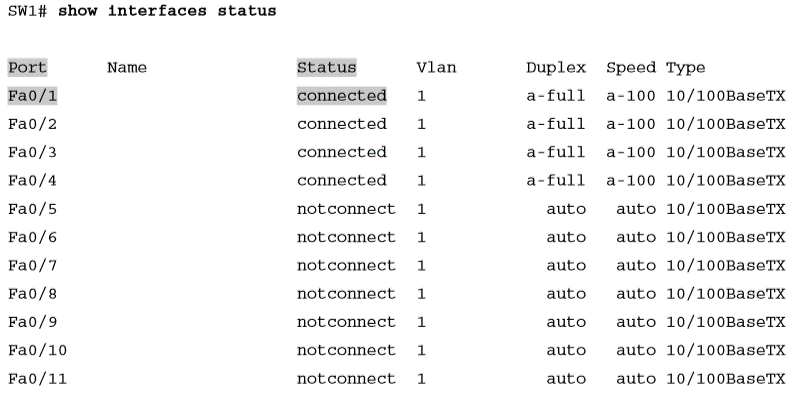 SW1# show interfaces status
Port Name Status Vlan Duplex Speed Type
Fa0/1 connected 1 a-full a-100 10/100BaseTX
Fa0/2 connected 1 a-full a-100 10/100BaseTX
Fa0/3 connected 1 a-full a-100 10/100BaseTX
Fa0/4 connected 1 a-full a-100 10/100BaseTX
Fa0/5 notconnect 1 auto auto 10/100BaseTX
Fa0/6 notconnect 1 auto auto 10/100BaseTX
Fa0/7 notconnect 1 auto auto 10/100BaseTX
Fa0/8 notconnect 1 auto auto 10/100BaseTX
Fa0/9 notconnect 1 auto auto 10/100BaseTX
Fa0/10 notconnect 1 auto auto 10/100BaseTX
Fa0/11 notconnect 1 auto auto 10/100BaseTX